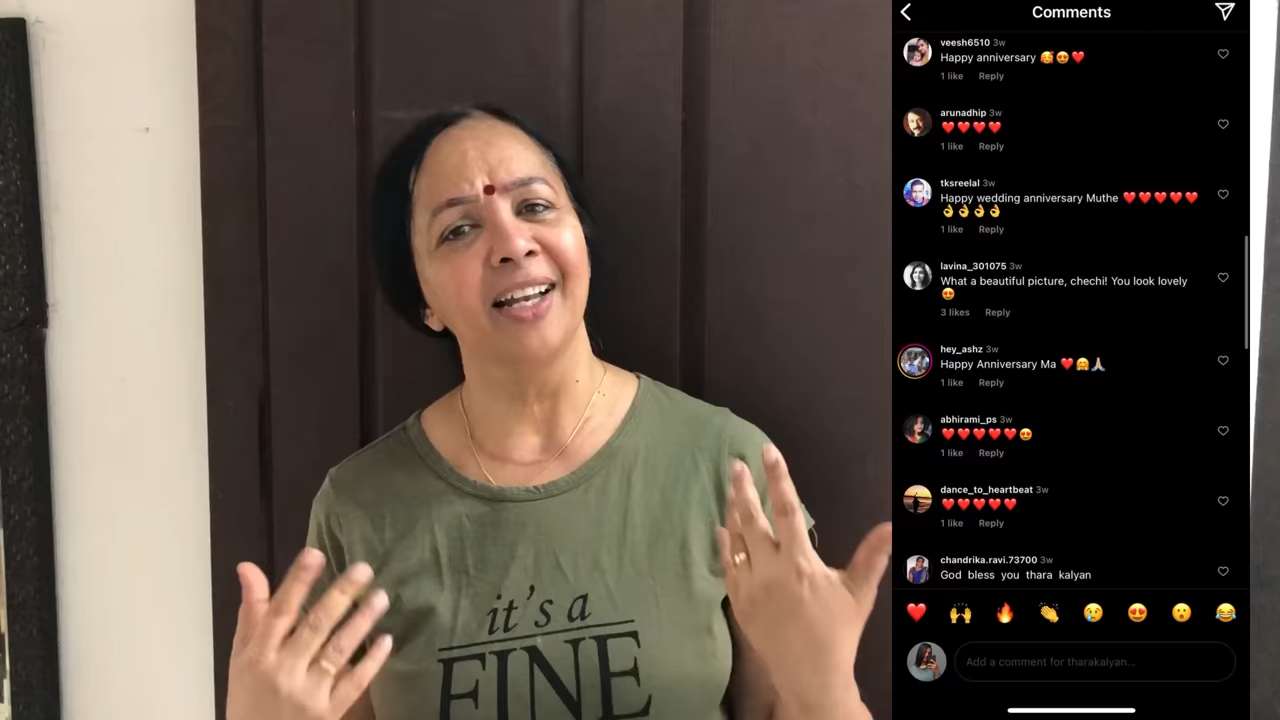 it's a
FINE
Comments
veesh6510 3w
Happy anniversary 🥰😍❤️
1 like Reply
arunadhip 3w
❤️❤️❤️❤️
1 like Reply
tksreelal 3w
Happy wedding anniversary Muthe ❤️❤️❤️❤️❤️
👌👌👌👌
1 like Reply
lavina_301075 3w
What a beautiful picture, chechi! You look lovely
😍
3 likes Reply
hey_ashz 3w
Happy Anniversary Ma ❤️🤗🙏
1 like Reply
abhirami_ps 3w
❤️❤️❤️❤️❤️😍
1 like Reply
dance_to_heartbeat 3w
❤️❤️❤️❤️❤️
1 like Reply
chandrika.ravi.73700 3w
God bless you thara kalyan
❤️🙌🔥👏😢😍😮😂
Add a comment for tharakalyan...